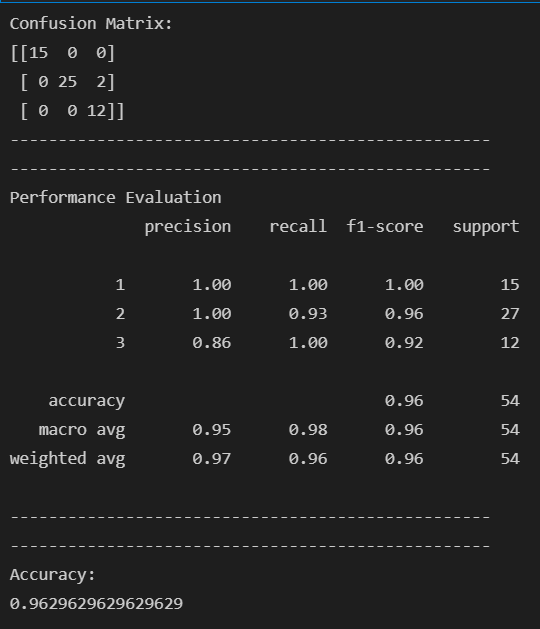 Confusion Matrix:
[[15  0  0]
 [ 0 25  2]
 [ 0  0 12]]
--------------------------------------------------
--------------------------------------------------
Performance Evaluation
              precision    recall  f1-score   support

           1       1.00      1.00      1.00        15
           2       1.00      0.93      0.96        27
           3       0.86      1.00      0.92        12

    accuracy                           0.96        54
   macro avg       0.95      0.98      0.96        54
weighted avg       0.97      0.96      0.96        54

--------------------------------------------------
--------------------------------------------------
Accuracy:
0.9629629629629629